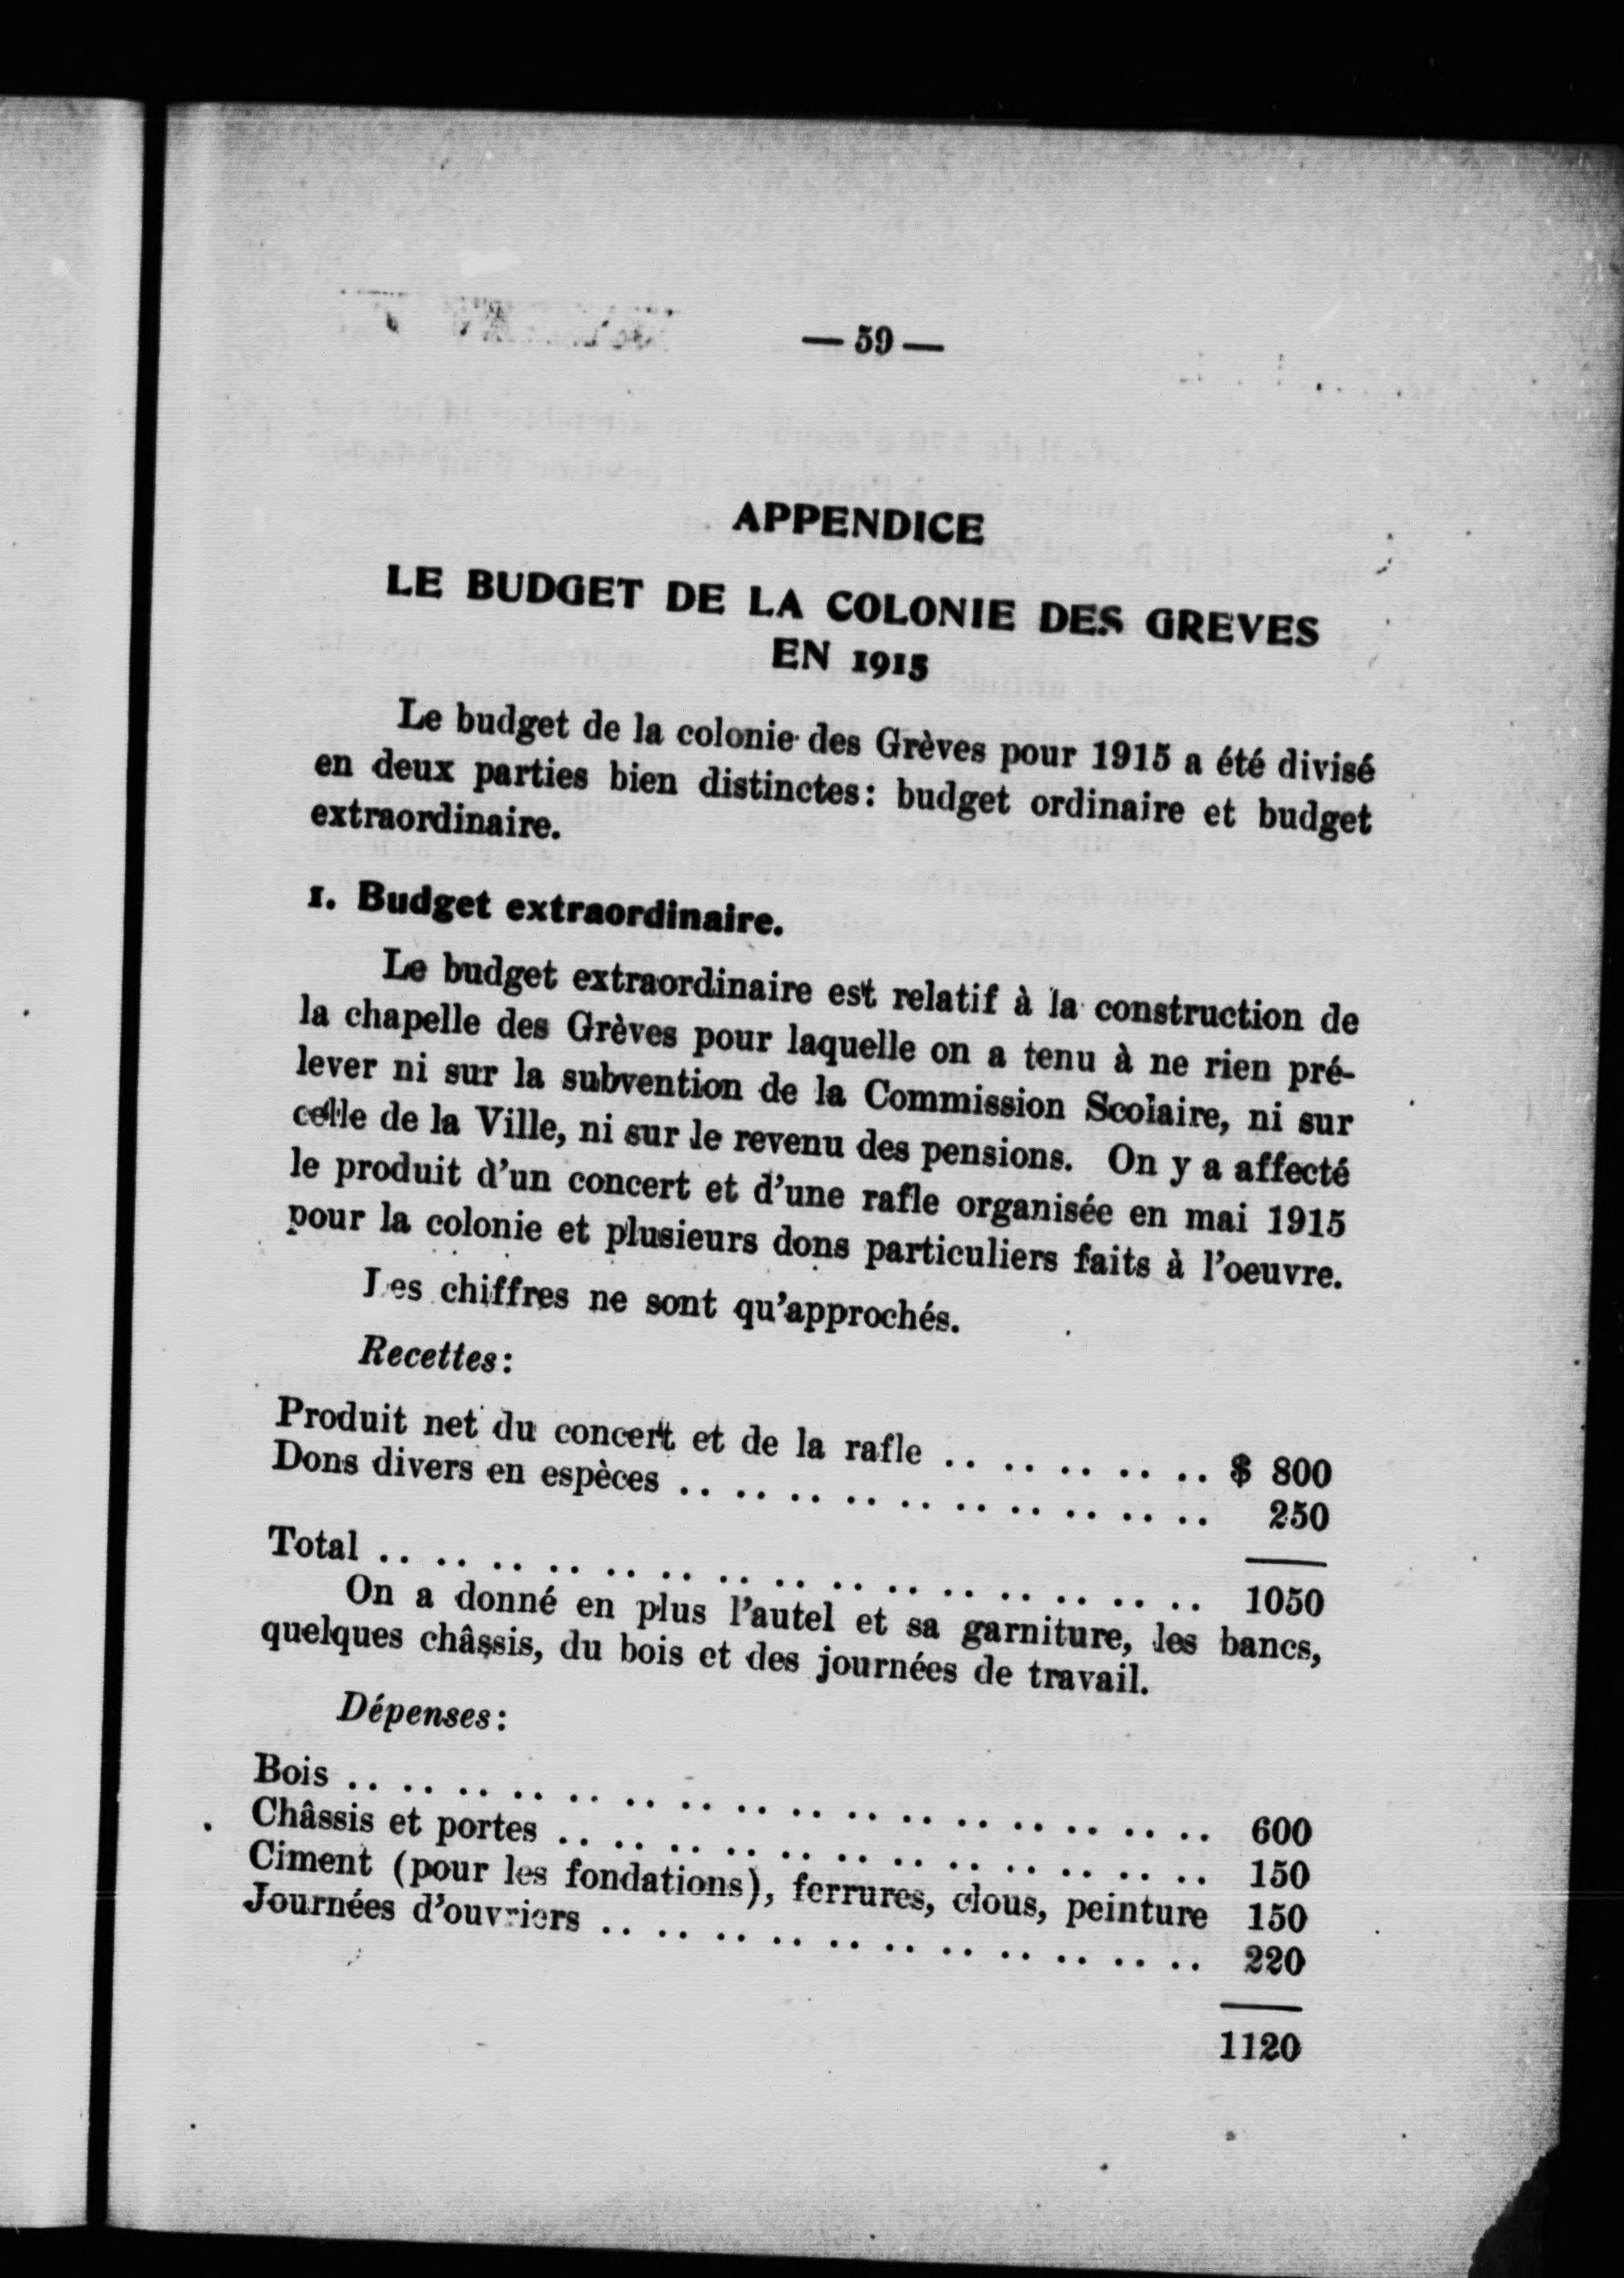 — 59 —
APPENDICE
LE BUDGET DE LA COLONIE DES GREVES
EN 1915
Le budget de la colonie des Grèves pour 1915 a été divisé
en deux parties bien distinctes: budget ordinaire et budget
extraordinaire.
1. Budget extraordinaire.
Le budget extraordinaire est relatif à la construction de
la chapelle des Grèves pour laquelle on a tenu à ne rien pré-
lever ni sur la subvention de la Commission Scolaire, ni sur
celle de la Ville, ni sur le revenu des pensions. On y a affecté
le produit d'un concert et d'une rafle organisée en mai 1915
pour la colonie et plusieurs dons particuliers faits à l'oeuvre.
Les chiffres ne sont qu'approchés.
Recettes:
Produit net du concert et de la rafle .. .. .. .. .. $ 800
Dons divers en espèces .. .. .. .. .. .. .. .. .. .. 250
Total .. .. .. .. .. .. .. .. .. .. .. .. .. .. .. 1050
On a donné en plus l'autel et sa garniture, les bancs,
quelques châssis, du bois et des journées de travail.
Dépenses:
Bois .. .. .. .. .. .. .. .. .. .. .. .. .. .. .. .. 600
Châssis et portes .. .. .. .. .. .. .. .. .. .. .. .. 150
Ciment (pour les fondations), ferrures, clous, peinture 150
Journées d'ouvriers .. .. .. .. .. .. .. .. .. .. .. 220
1120